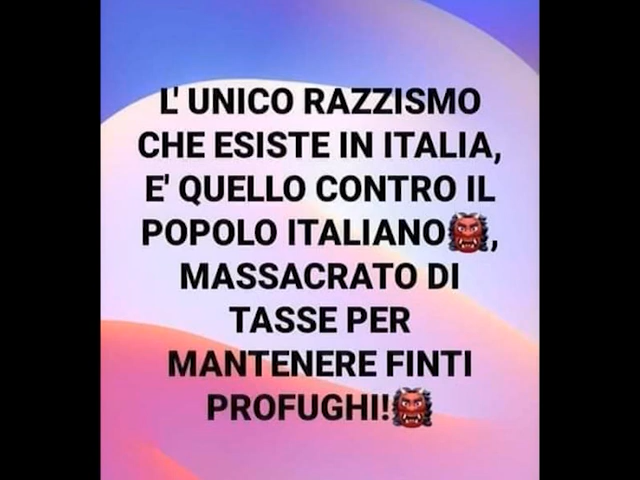 L' UNICO RAZZISMO
CHE ESISTE IN ITALIA,
E' QUELLO CONTRO IL
POPOLO ITALIANO👹,
MASSACRATO DI
TASSE PER
MANTENERE FINTI
PROFUGHI!👹